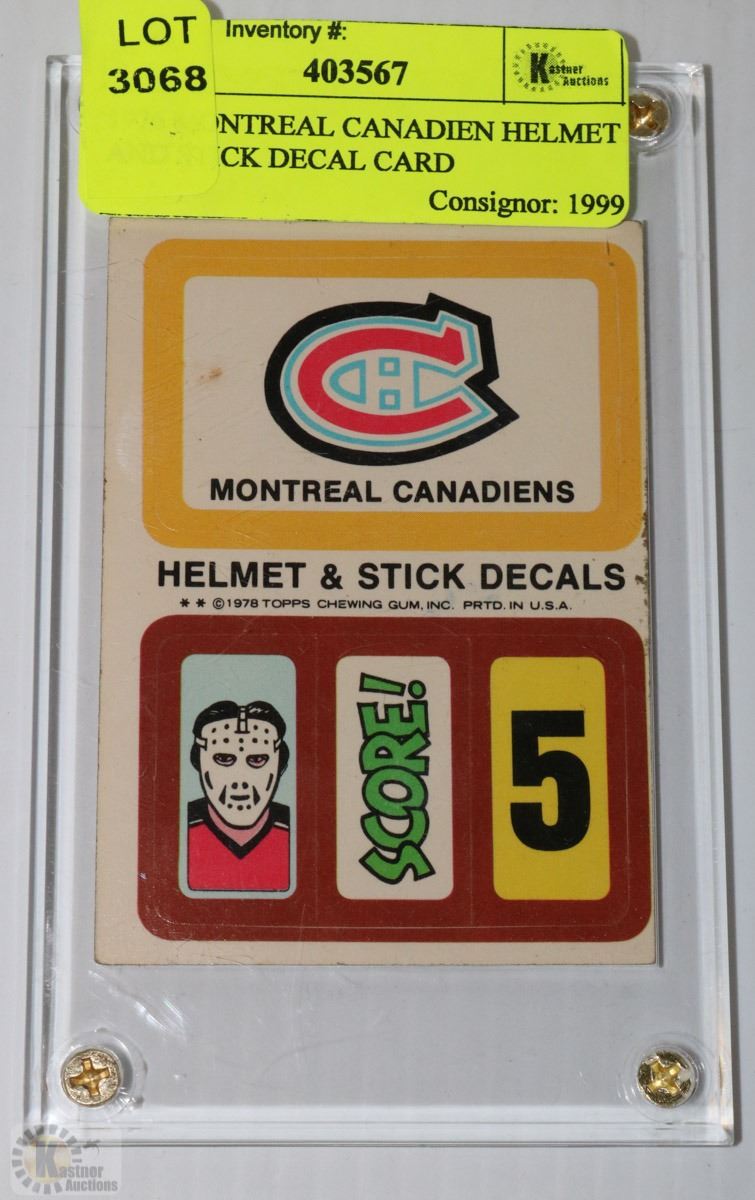 LOT
3068
Inventory #:
403567
Kastner
Auctions
ONTREAL CANADIEN HELMET
ICK DECAL CARD
Consignor: 1999
MONTREAL CANADIENS
HELMET & STICK DECALS
** ©1978 TOPPS CHEWING GUM, INC. PRTD. IN U.S.A.
SCORE!
5
Kastner
Auctions